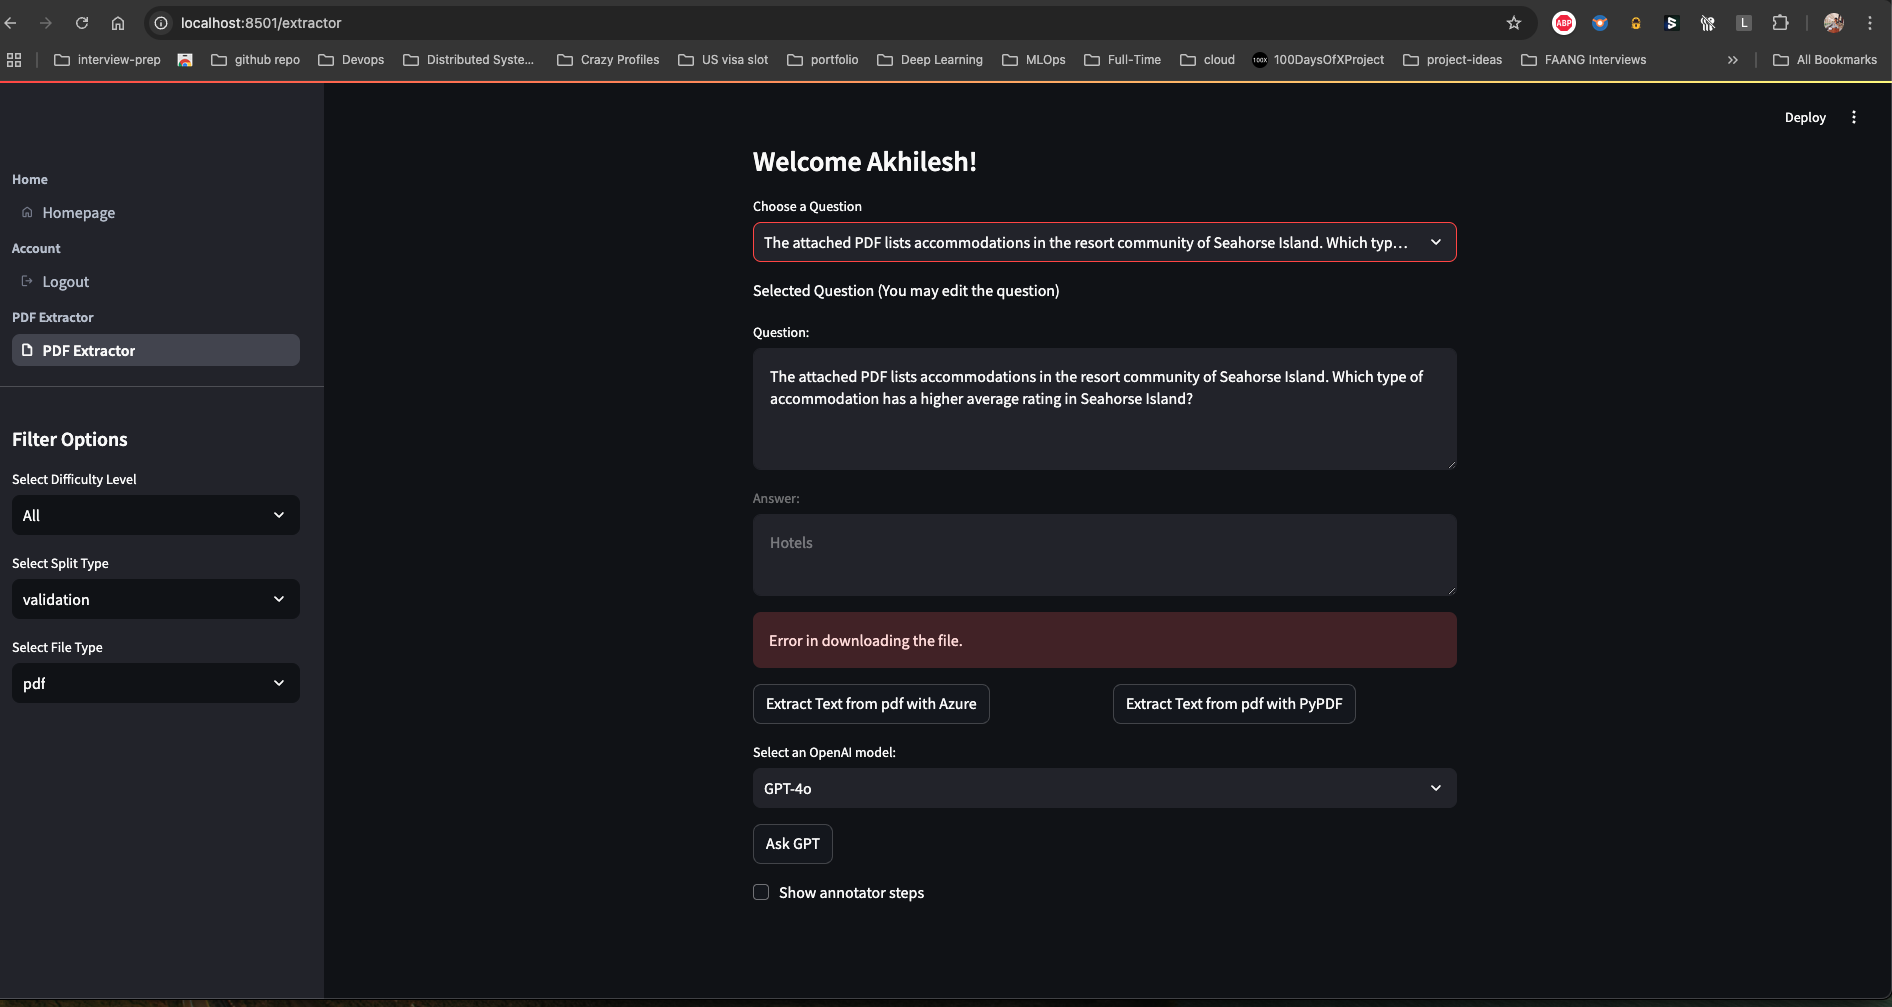 localhost:8501/extractor
ABP
S
L
interview-prep
github repo
Devops
Distributed Syste...
Crazy Profiles
US visa slot
portfolio
Deep Learning
MLOps
Full-Time
cloud
100X
100DaysOfXProject
project-ideas
FAANG Interviews
All Bookmarks
Deploy
Home
Homepage
Account
Logout
PDF Extractor
PDF Extractor
Filter Options
Select Difficulty Level
All
Select Split Type
validation
Select File Type
pdf
Welcome Akhilesh!
Choose a Question
The attached PDF lists accommodations in the resort community of Seahorse Island. Which typ...
Selected Question (You may edit the question)
Question:
The attached PDF lists accommodations in the resort community of Seahorse Island. Which type of
accommodation has a higher average rating in Seahorse Island?
Answer:
Hotels
Error in downloading the file.
Extract Text from pdf with Azure
Extract Text from pdf with PyPDF
Select an OpenAI model:
GPT-4o
Ask GPT
Show annotator steps